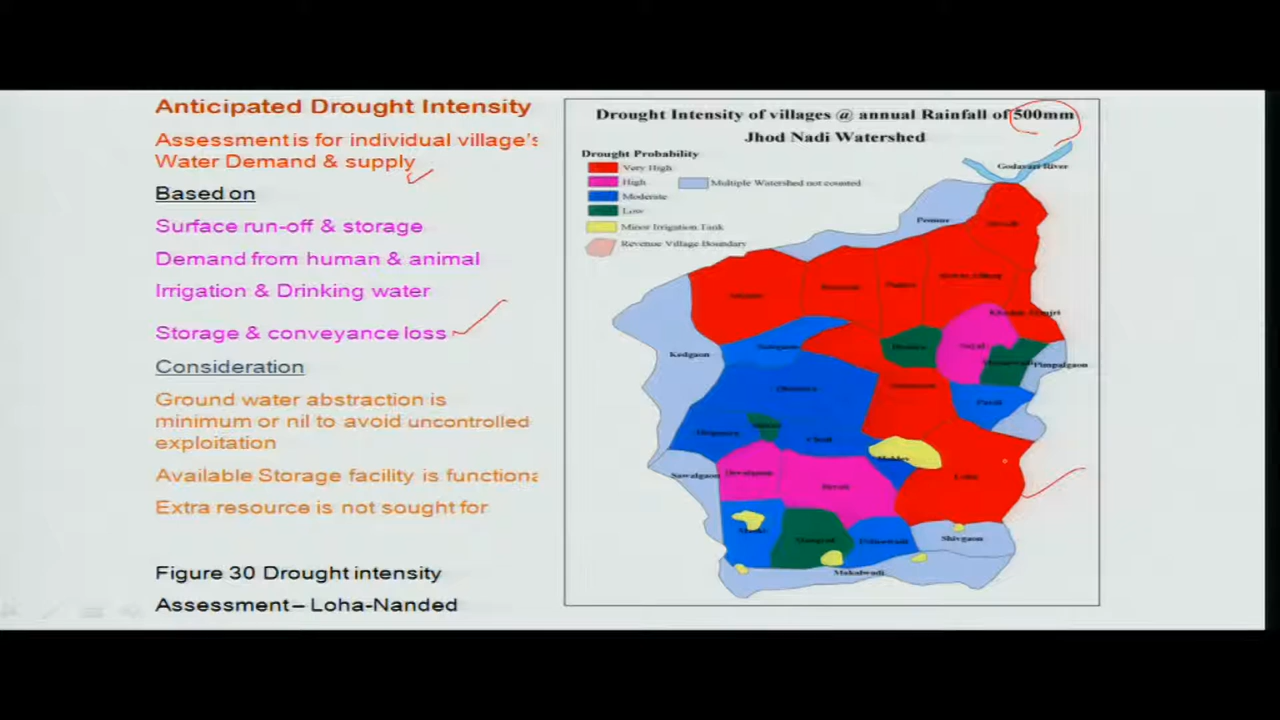 Anticipated Drought Intensity
Assessment is for individual village's
Water Demand & supply
Based on
Surface run-off & storage
Demand from human & animal
Irrigation & Drinking water
Storage & conveyance loss
Consideration
Ground water abstraction is
minimum or nil to avoid uncontrolled
exploitation
Available Storage facility is functiona
Extra resource is not sought for
Figure 30 Drought intensity
Assessment – Loha-Nanded
Drought Intensity of villages @ annual Rainfall of 500mm
Jhod Nadi Watershed
Drought Probability
Very High
High
Multiple Watershed not counted
Moderate
Low
Minor Irrigation Tank
Revenue Village Boundary
Godavari River
Kedgaon
Pimpalgaon
Sawalgaon
Loha
Shivgaon
Makalwadi